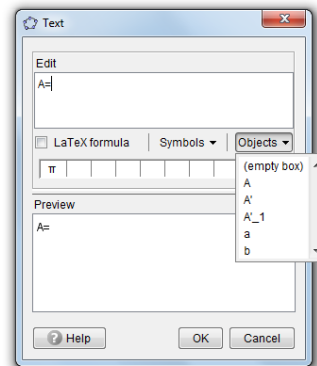 Text
Edit
A=
LaTeX formula Symbols Objects
π
(empty box)
A
A'
A'_1
a
b
Preview
A=
Help OK Cancel